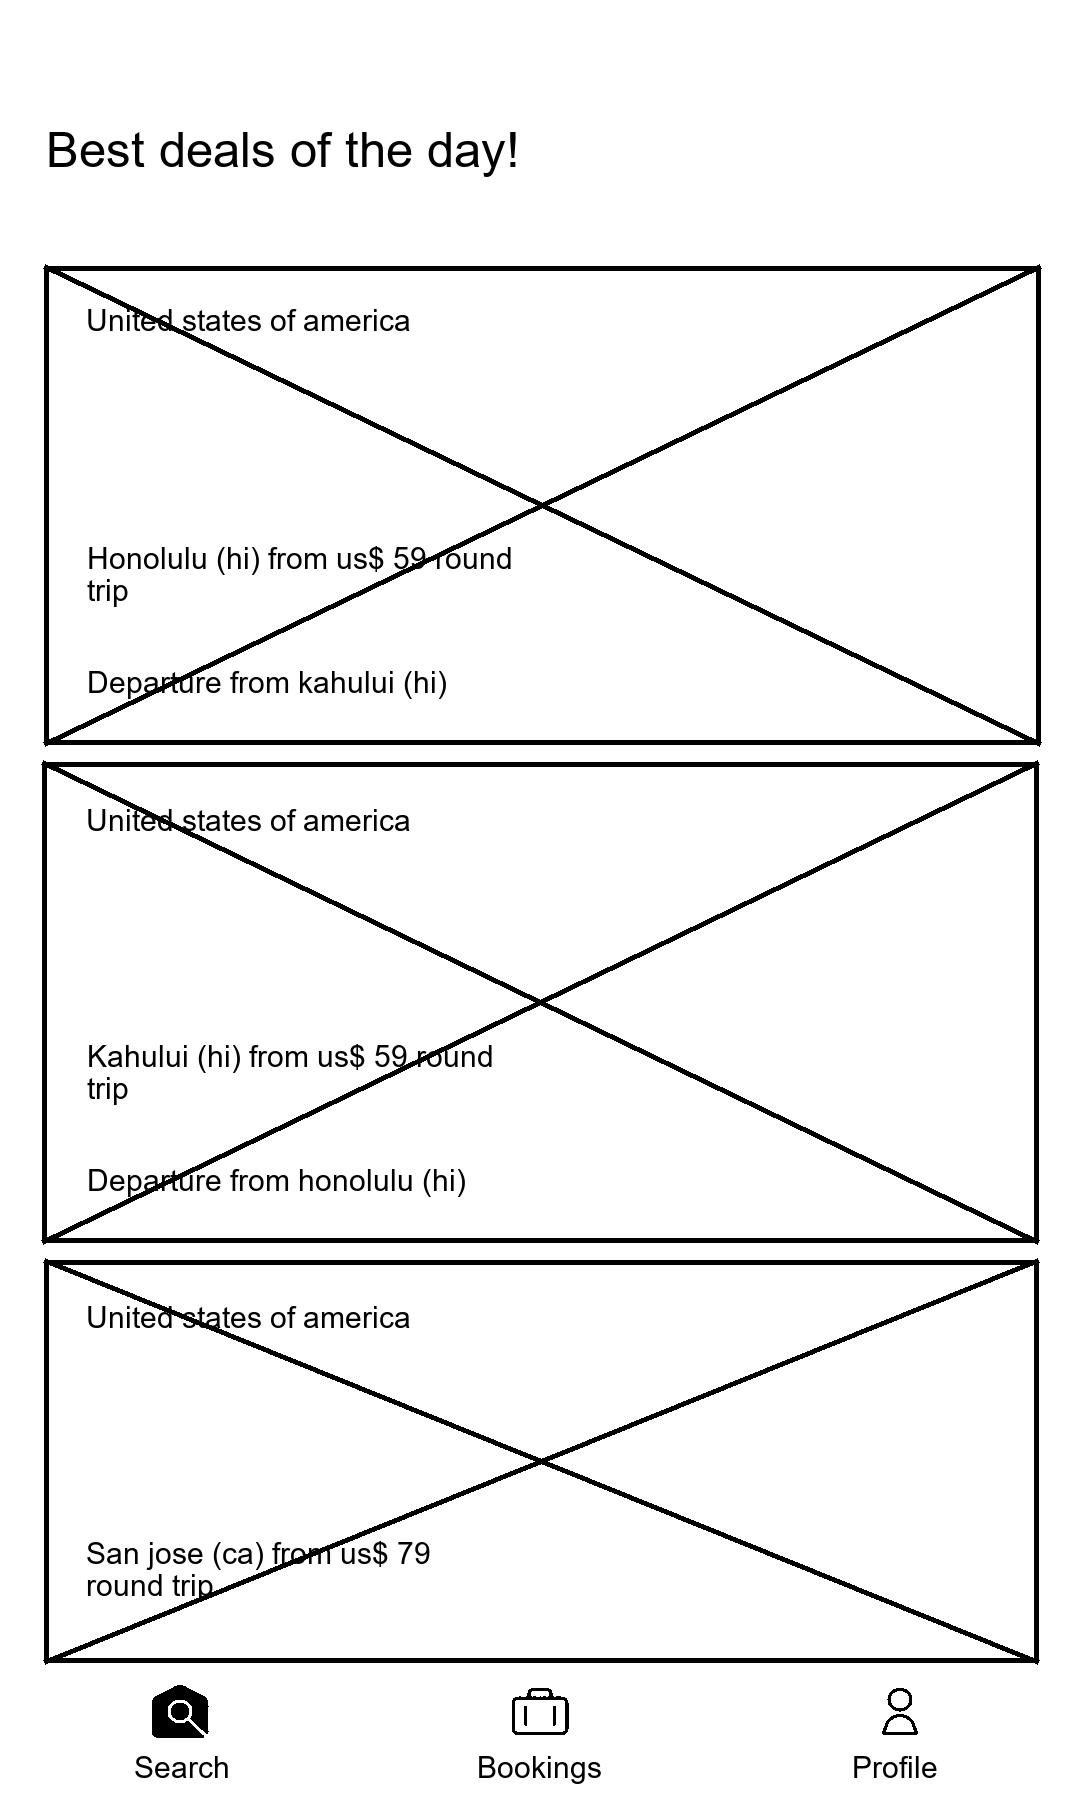 Best deals of the day!
United states of america
Honolulu (hi) from us$ 59 round
trip
Departure from kahului (hi)
United states of america
Kahului (hi) from us$ 59 round
trip
Departure from honolulu (hi)
United states of america
San jose (ca) from us$ 79
round trip
Search
Bookings
Profile